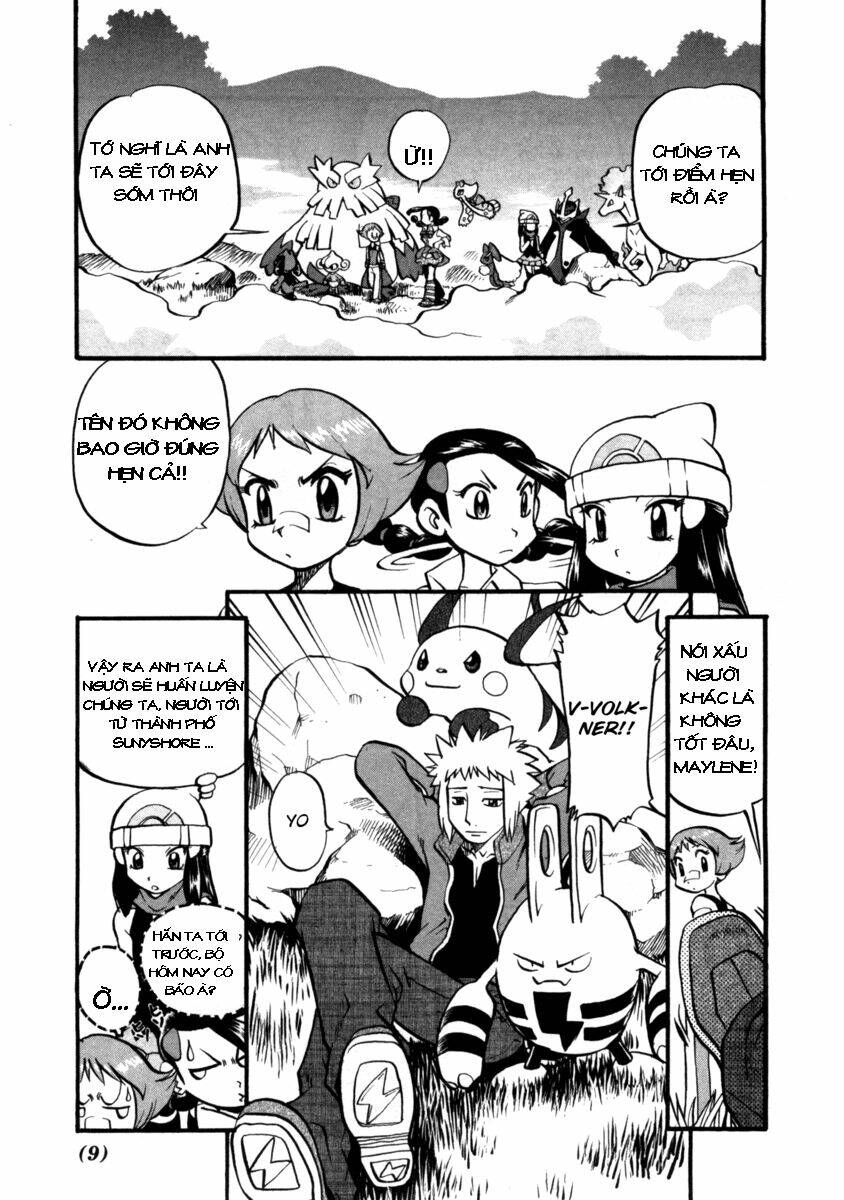 CHÚNG TA
TỚI ĐIỂM HẸN
RỒI À?
Ừ!!
TỚ NGHĨ LÀ ANH
TA SẼ TỚI ĐÂY
SỚM THÔI
TÊN ĐÓ KHÔNG
BAO GIỜ ĐÚNG
HẸN CẢ!!
NÓI XẤU
NGƯỜI
KHÁC LÀ
KHÔNG
TỐT ĐÂU,
MAYLENE!
V-VOLK-
NER!!
YO
VẬY RA ANH TA LÀ
NGƯỜI SẼ HUẤN LUYỆN
CHÚNG TA, NGƯỜI TỚI
TỪ THÀNH PHỐ
SUNYSHORE ...
HẮN TA TỚI
TRƯỚC, BỘ
HÔM NAY CÓ
BÁO À?
Ờ...
(9)